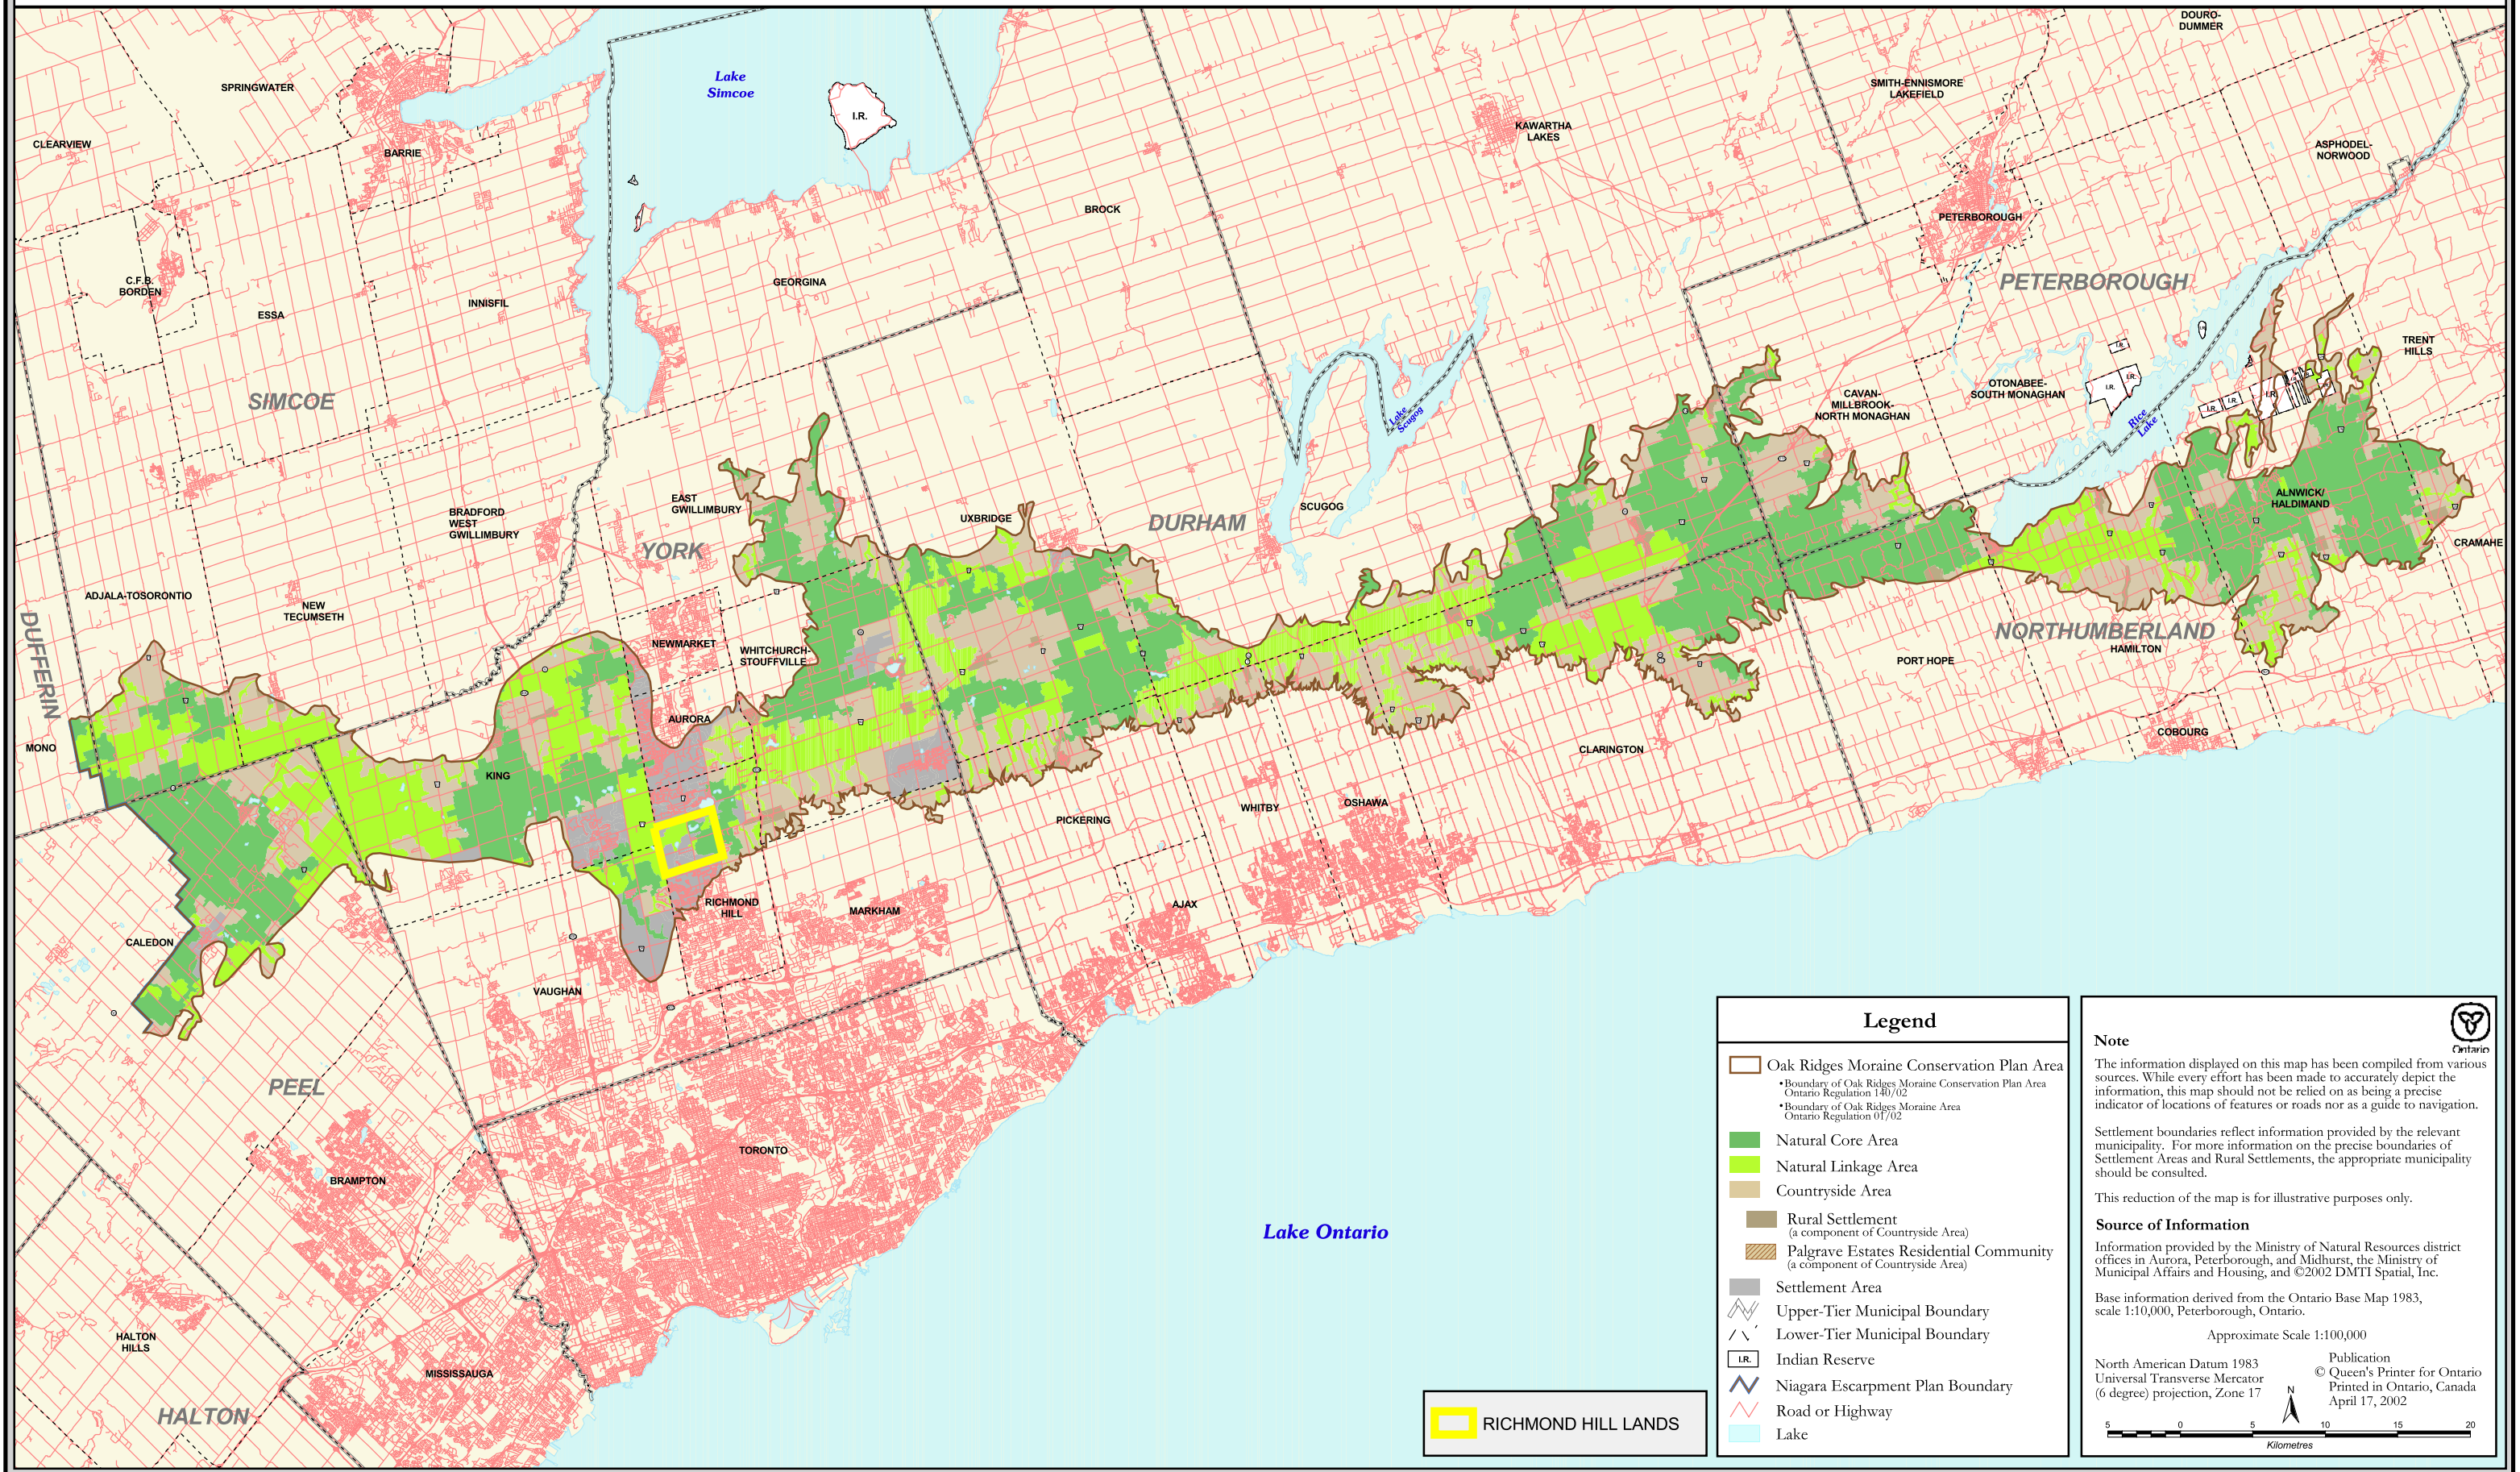 DOURO-
DUMMER
SPRINGWATER
Lake
Simcoe
SMITH-ENNISMORE
LAKEFIELD
I.R.
KAWARTHA
LAKES
CLEARVIEW
BARRIE
ASPHODEL-
NORWOOD
BROCK
PETERBOROUGH
C.F.B.
BORDEN
GEORGINA
PETERBOROUGH
INNISFIL
ESSA
TRENT
HILLS
I.R.
I.R.
I.R.
OTONABEE-
SOUTH MONAGHAN
CAVAN-
MILLBROOK-
NORTH MONAGHAN
I.R.
I.R.
I.R.
SIMCOE
Lake
Scugog
Rice
Lake
EAST
GWILLIMBURY
ALNWICK/
HALDIMAND
BRADFORD
WEST
GWILLIMBURY
SCUGOG
UXBRIDGE
DURHAM
YORK
CRAMAHE
ADJALA-TOSORONTIO
NEW
TECUMSETH
NORTHUMBERLAND
HAMILTON
DUFFERIN
NEWMARKET
WHITCHURCH-
STOUFFVILLE
PORT HOPE
AURORA
COBOURG
MONO
CLARINGTON
KING
OSHAWA
WHITBY
PICKERING
RICHMOND
HILL
MARKHAM
AJAX
CALEDON
VAUGHAN
PEEL
TORONTO
BRAMPTON
Lake Ontario
HALTON
HILLS
MISSISSAUGA
HALTON
RICHMOND HILL LANDS
Legend
Oak Ridges Moraine Conservation Plan Area
•Boundary of Oak Ridges Moraine Conservation Plan Area
Ontario Regulation 140/02
•Boundary of Oak Ridges Moraine Area
Ontario Regulation 01/02
Natural Core Area
Natural Linkage Area
Countryside Area
Rural Settlement
(a component of Countryside Area)
Palgrave Estates Residential Community
(a component of Countryside Area)
Settlement Area
Upper-Tier Municipal Boundary
Lower-Tier Municipal Boundary
I.R. Indian Reserve
Niagara Escarpment Plan Boundary
Road or Highway
Lake
Ontario
Note
The information displayed on this map has been compiled from various
sources. While every effort has been made to accurately depict the
information, this map should not be relied on as being a precise
indicator of locations of features or roads nor as a guide to navigation.
Settlement boundaries reflect information provided by the relevant
municipality. For more information on the precise boundaries of
Settlement Areas and Rural Settlements, the appropriate municipality
should be consulted.
This reduction of the map is for illustrative purposes only.
Source of Information
Information provided by the Ministry of Natural Resources district
offices in Aurora, Peterborough, and Midhurst, the Ministry of
Municipal Affairs and Housing, and ©2002 DMTI Spatial, Inc.
Base information derived from the Ontario Base Map 1983,
scale 1:10,000, Peterborough, Ontario.
Approximate Scale 1:100,000
North American Datum 1983
Universal Transverse Mercator
(6 degree) projection, Zone 17
Publication
© Queen's Printer for Ontario
Printed in Ontario, Canada
April 17, 2002
N
5 0 5 10 15 20
Kilometres